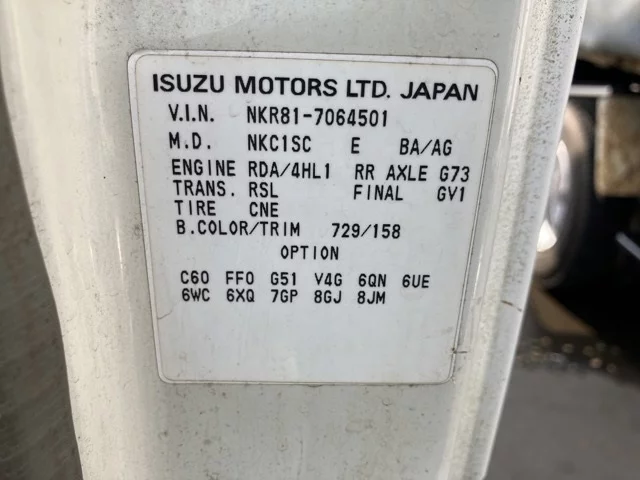 ISUZU MOTORS LTD. JAPAN
V.I.N. NKR81-7064501
M.D. NKC1SC E BA/AG
ENGINE RDA/4HL1 RR AXLE G73
TRANS. RSL FINAL GV1
TIRE CNE
B.COLOR/TRIM 729/158
OPTION
C60 FF0 G51 V4G 6QN 6UE
6WC 6XQ 7GP 8GJ 8JM